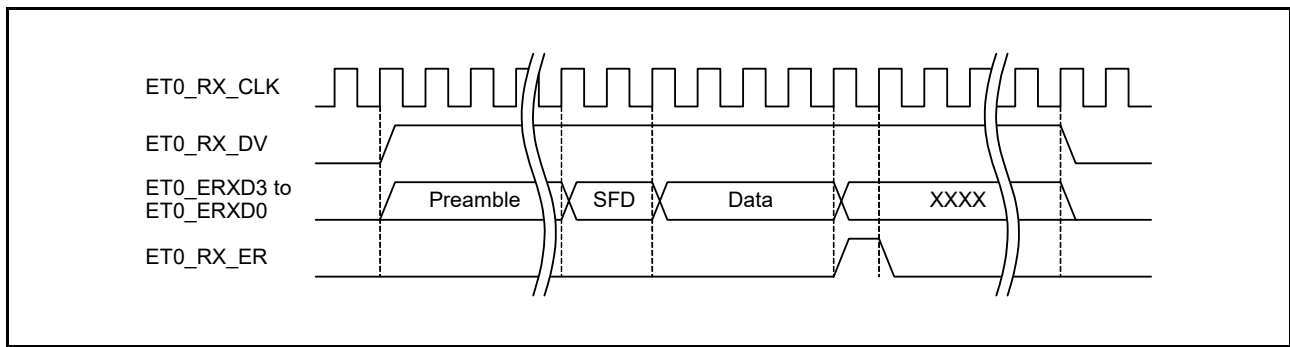 ET0_RX_CLK
ET0_RX_DV
ET0_ERXD3 to
ET0_ERXD0
Preamble
SFD
Data
XXXX
ET0_RX_ER